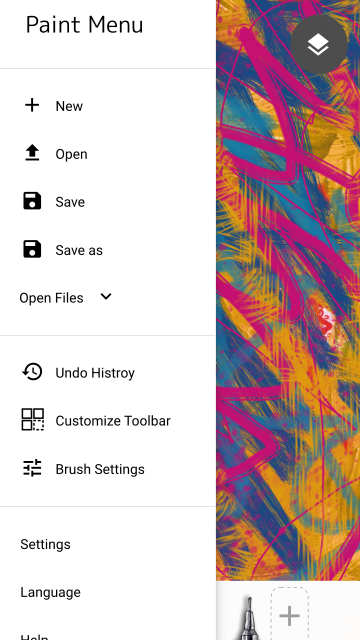 Paint Menu
New
Open
Save
Save as
Open Files
Undo Histroy
Customize Toolbar
Brush Settings
Settings
Language
Help